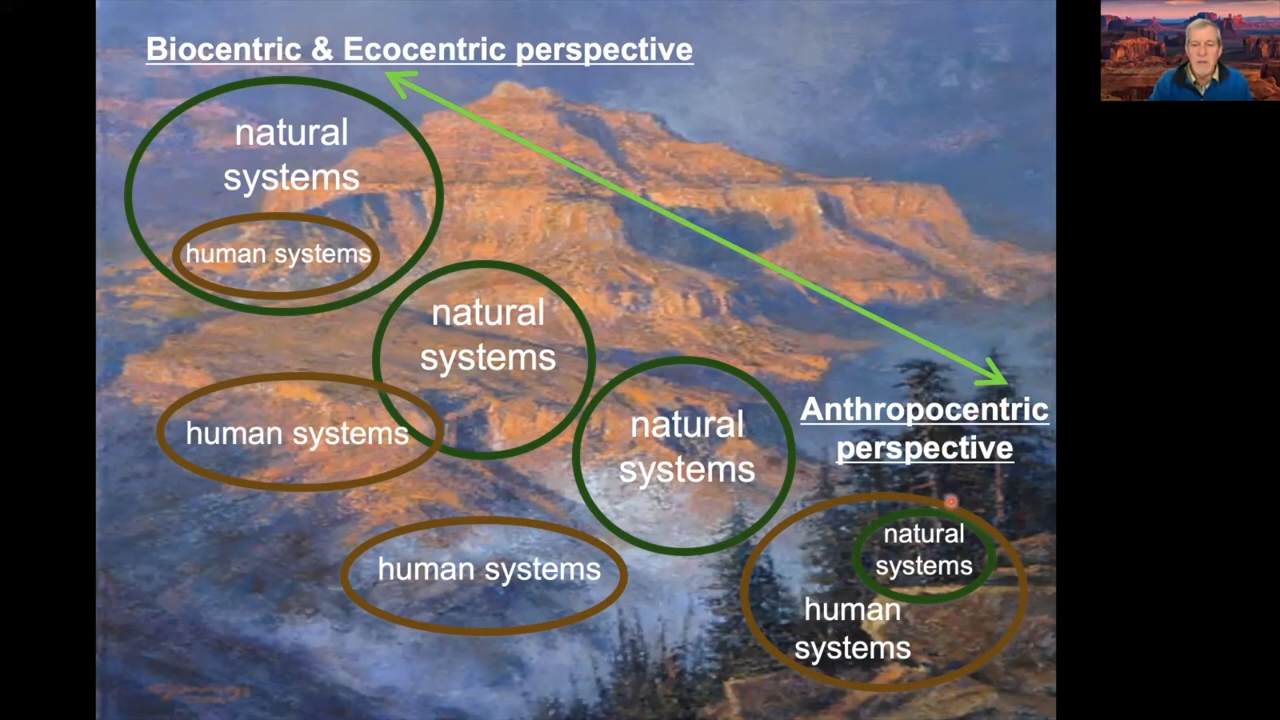 Biocentric & Ecocentric perspective
natural
systems
human systems
natural
systems
human systems
natural
systems
human systems
Anthropocentric
perspective
natural
systems
human
systems